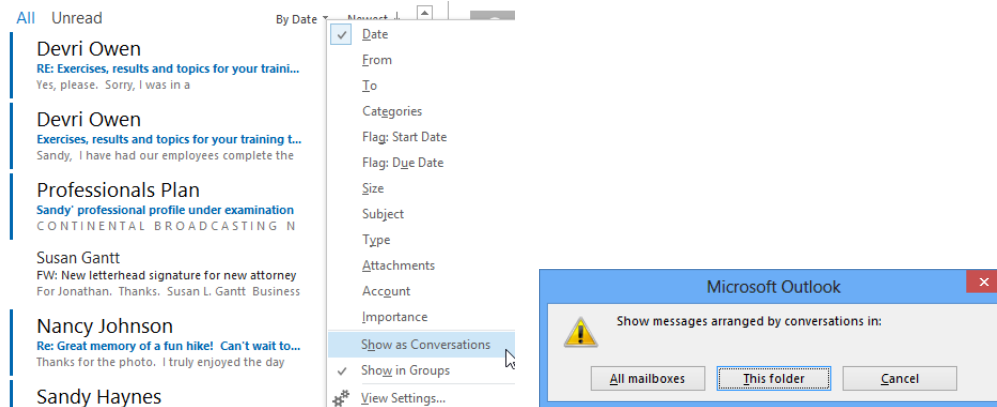 All Unread By Date Newest
Devri Owen
RE: Exercises, results and topics for your traini...
Yes, please. Sorry, I was in a
Devri Owen
Exercises, results and topics for your training t...
Sandy, I have had our employees complete the
Professionals Plan
Sandy' professional profile under examination
CONTINENTAL BROADCASTING N
Susan Gantt
FW: New letterhead signature for new attorney
For Jonathan. Thanks. Susan L. Gantt Business
Nancy Johnson
Re: Great memory of a fun hike! Can't wait to...
Thanks for the photo. I truly enjoyed the day
Sandy Haynes
Date
From
To
Categories
Flag: Start Date
Flag: Due Date
Size
Subject
Type
Attachments
Account
Importance
Show as Conversations
Show in Groups
View Settings...
Microsoft Outlook
Show messages arranged by conversations in:
All mailboxes This folder Cancel